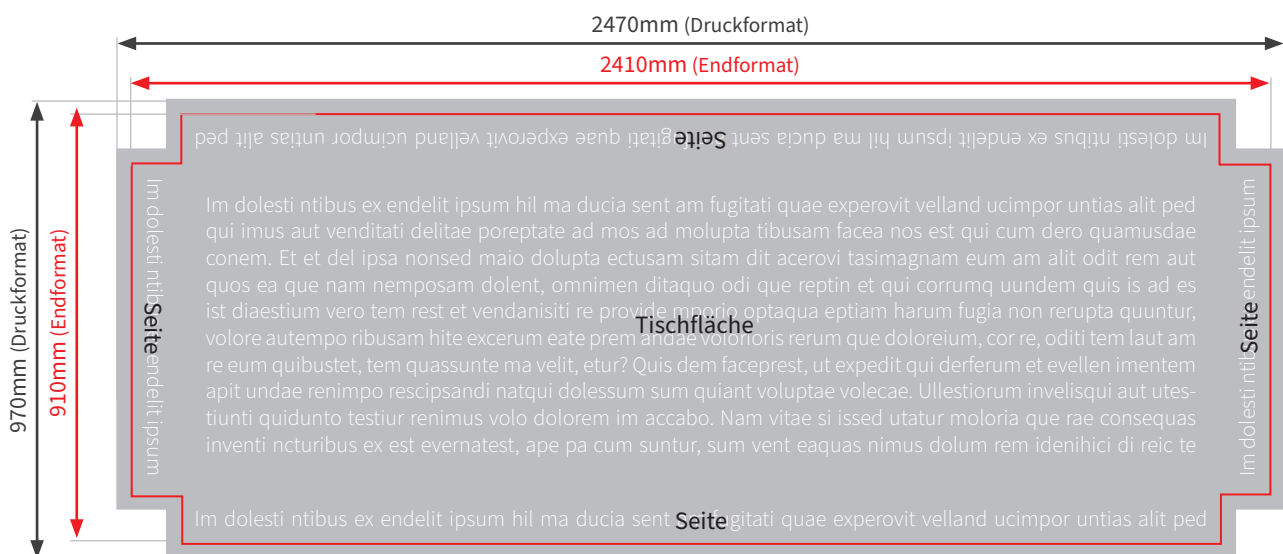 2470mm (Druckformat)
2410mm (Endformat)
970mm (Druckformat)
910mm (Endformat)
Im dolesti ntibus ex endelit ipsum hil ma ducia sent fugitati quae experovit velland ucimpor untias alit ped
Seite
Im dolesti ntibus endelit ipsum
Seite
Im dolesti ntibus ex endelit ipsum hil ma ducia sent am fugitati quae experovit velland ucimpor untias alit ped
qui imus aut venditati delitae poreptate ad mos ad molupta tibusam facea nos est qui cum dero quamusdae
conem. Et et del ipsa nonsed maio dolupta ectusam sitam dit acerovi tasimagnam eum am alit odit rem aut
quos ea que nam nemposam dolent, omnimen ditaquo odi que reptin et qui corrumq uundem quis is ad es
ist diaestium vero tem rest et vendanisiti re provide optaqua eptiam harum fugia non rerupta quuntur,
Tischfläche
volore autempo ribusam hite excerum eate prem andae volorioris rerum que doloreium, cor re, oditi tem laut am
re eum quibustet, tem quassunte ma velit, etur? Quis dem faceprest, ut expedit qui derferum et evellen imentem
apit undae renimpo rescipsandi natqui dolessum sum quiant voluptae volecae. Ullestiorum invelisqui aut utes-
tiunti quidunto testiur renimus volo dolorem im accabo. Nam vitae si issed utatur moloria que rae consequas
inventi ncturibus ex est evernatest, ape pa cum suntur, sum vent eaquas nimus dolum rem idenihici di reic te
Im dolesti endelit ipsum
Seite
Im dolesti ntibus ex endelit ipsum hil ma ducia sent fugitati quae experovit velland ucimpor untias alit ped
Seite